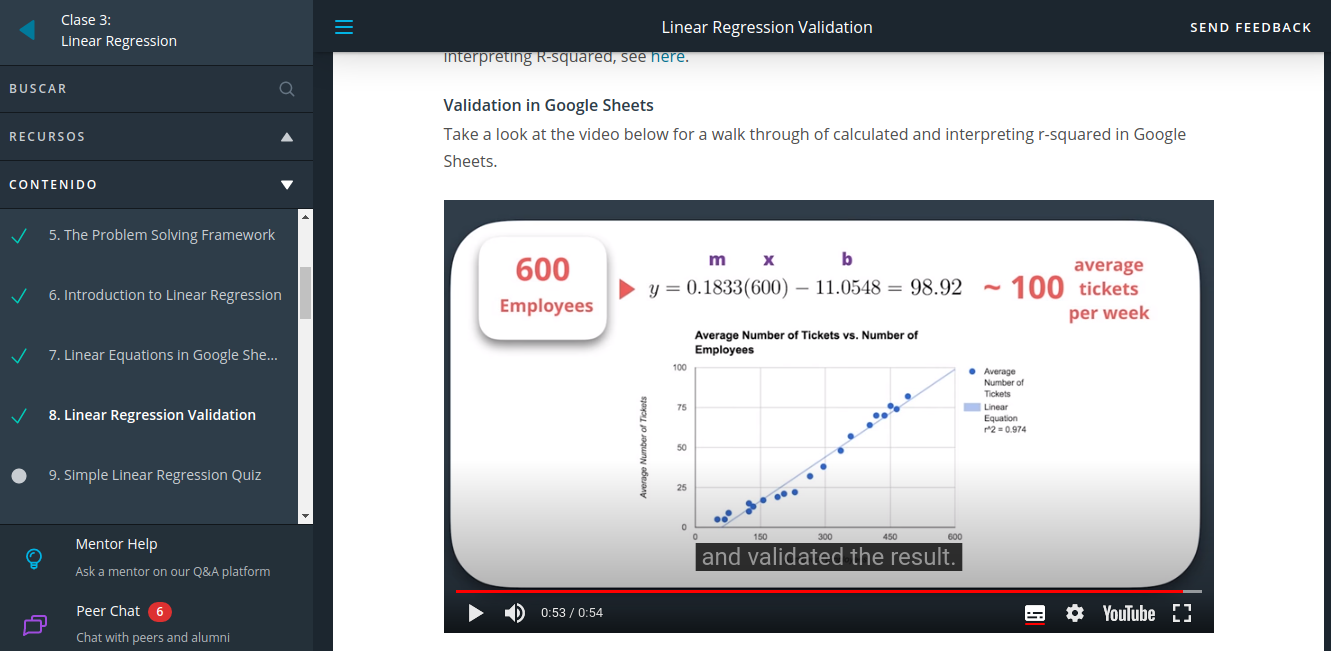 Clase 3:
Linear Regression
BUSCAR
RECURSOS
CONTENIDO
5. The Problem Solving Framework
6. Introduction to Linear Regression
7. Linear Equations in Google She...
8. Linear Regression Validation
9. Simple Linear Regression Quiz
Mentor Help
Ask a mentor on our Q&A platform
Peer Chat 6
Chat with peers and alumni
Linear Regression Validation
SEND FEEDBACK
interpreting R-squared, see here.
Validation in Google Sheets
Take a look at the video below for a walk through of calculated and interpreting r-squared in Google
Sheets.
600
Employees
m x b
y = 0.1833(600) − 11.0548 = 98.92
~ 100
average
tickets
per week
Average Number of Tickets vs. Number of
Employees
Average Number of Tickets
100
75
50
25
0
0 150 300 450 600
Average
Number of
Tickets
Linear
Equation
r^2 = 0.974
and validated the result.
0:53 / 0:54
YouTube